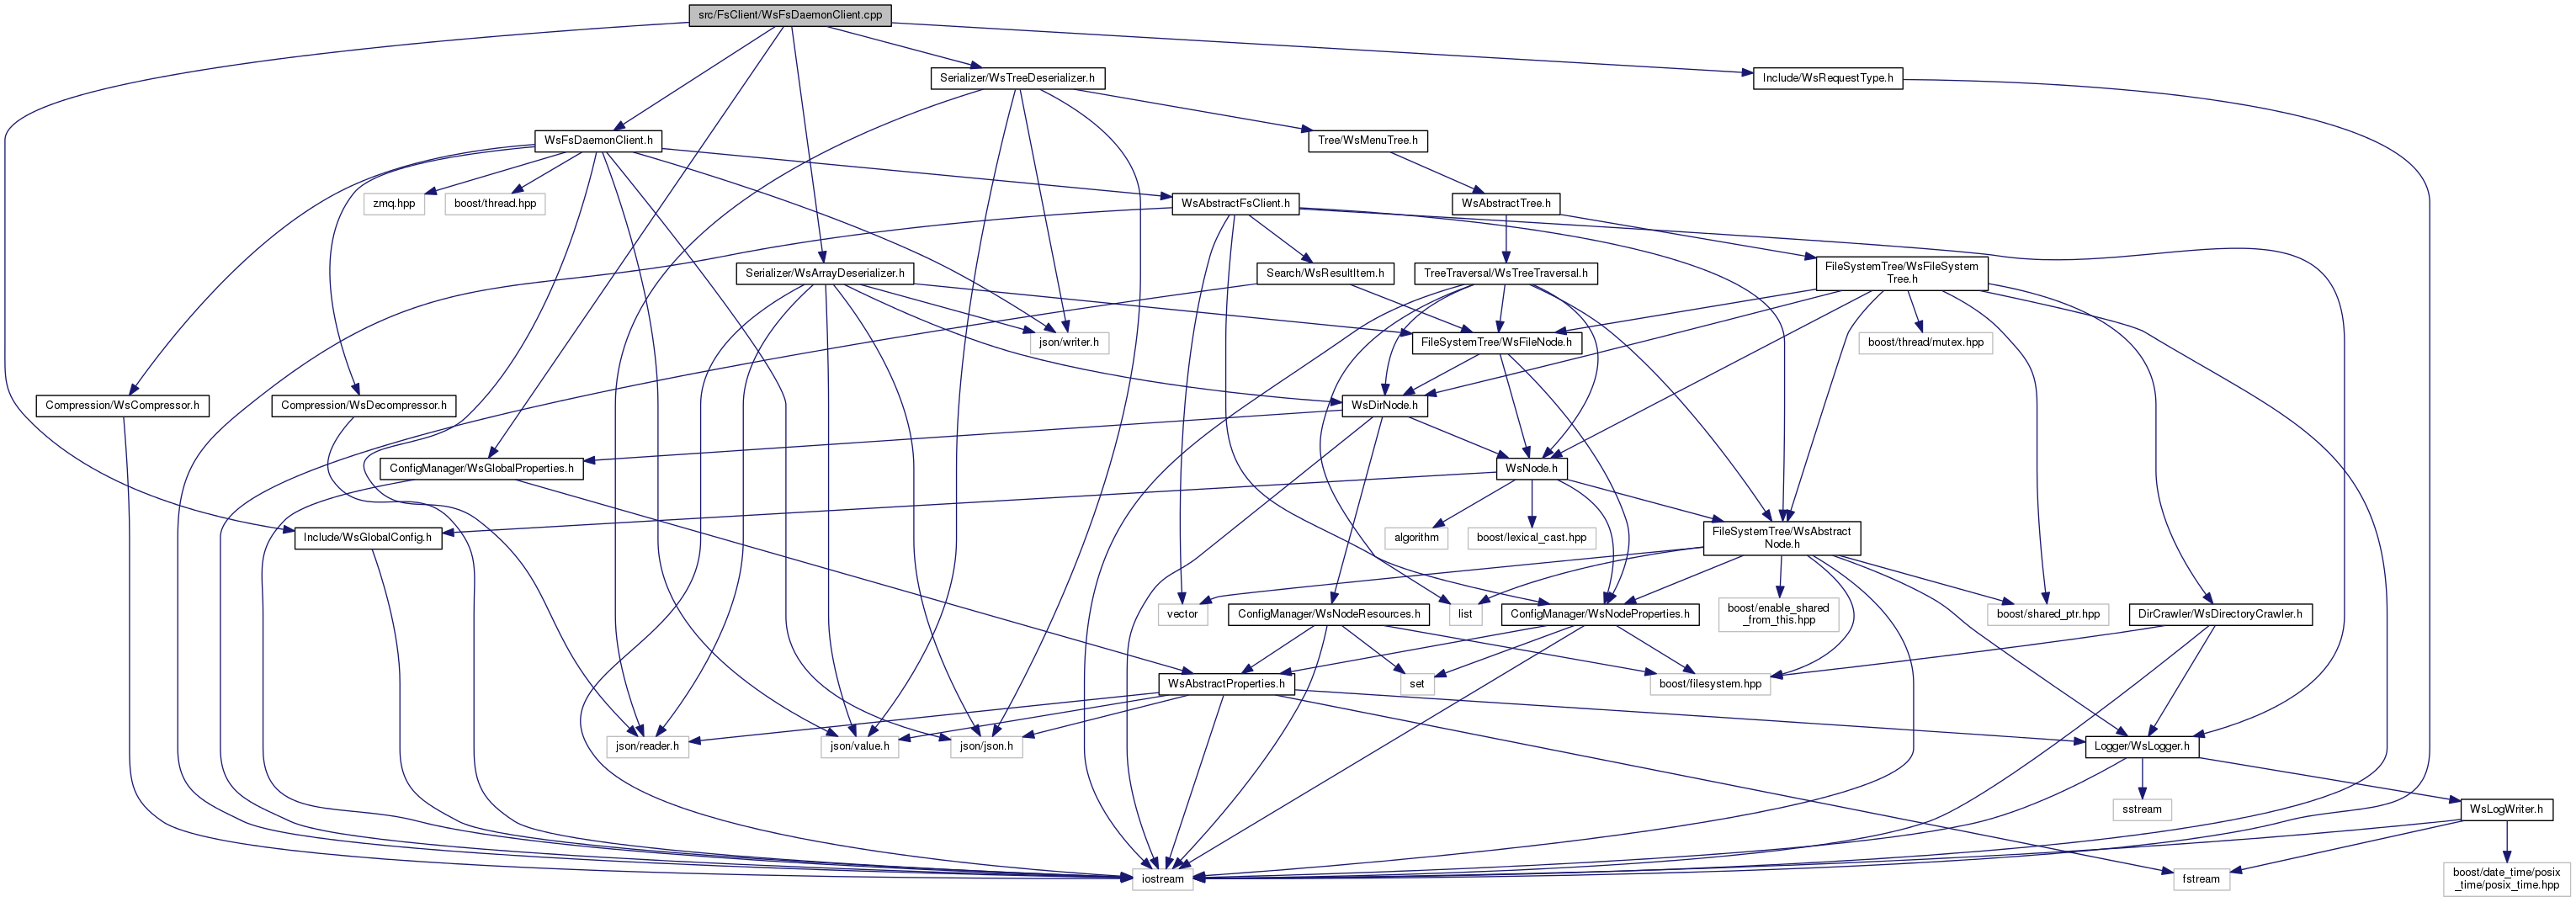 src/FsClient/WsFsDaemonClient.cpp
Serializer/WsTreeDeserializer.h
Include/WsRequestType.h
WsFsDaemonClient.h
Tree/WsMenuTree.h
zmq.hpp
boost/thread.hpp
WsAbstractFsClient.h
WsAbstractTree.h
Serializer/WsArrayDeserializer.h
Search/WsResultItem.h
TreeTraversal/WsTreeTraversal.h
FileSystemTree/WsFileSystem
Tree.h
json/writer.h
FileSystemTree/WsFileNode.h
boost/thread/mutex.hpp
Compression/WsCompressor.h
Compression/WsDecompressor.h
WsDirNode.h
ConfigManager/WsGlobalProperties.h
WsNode.h
Include/WsGlobalConfig.h
algorithm
boost/lexical_cast.hpp
FileSystemTree/WsAbstract
Node.h
vector
ConfigManager/WsNodeResources.h
list
ConfigManager/WsNodeProperties.h
boost/enable_shared
_from_this.hpp
boost/shared_ptr.hpp
DirCrawler/WsDirectoryCrawler.h
WsAbstractProperties.h
set
boost/filesystem.hpp
json/reader.h
json/value.h
json/json.h
Logger/WsLogger.h
sstream
WsLogWriter.h
iostream
fstream
boost/date_time/posix
_time/posix_time.hpp